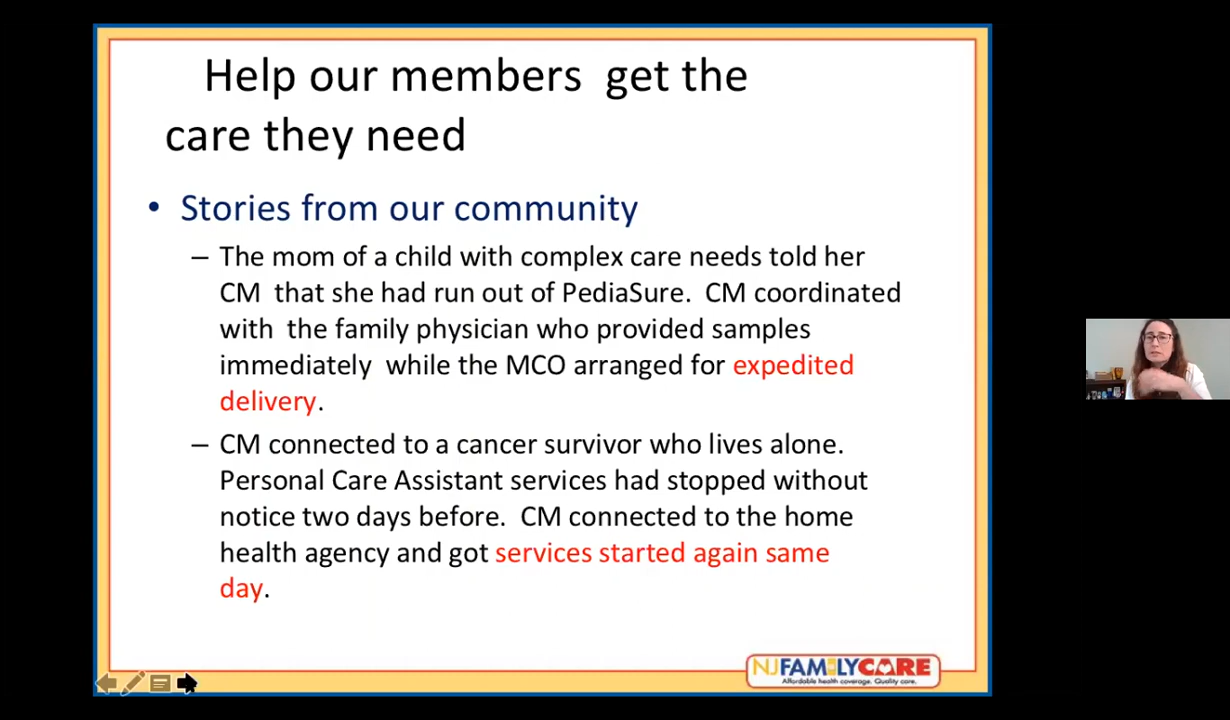 Help our members  get the
care they need
• Stories from our community
– The mom of a child with complex care needs told her
CM  that she had run out of PediaSure.  CM coordinated
with  the family physician who provided samples
immediately  while the MCO arranged for expedited
delivery.
– CM connected to a cancer survivor who lives alone.
Personal Care Assistant services had stopped without
notice two days before.  CM connected to the home
health agency and got services started again same
day.
NJFAMILYCARE
Affordable health coverage. Quality care.